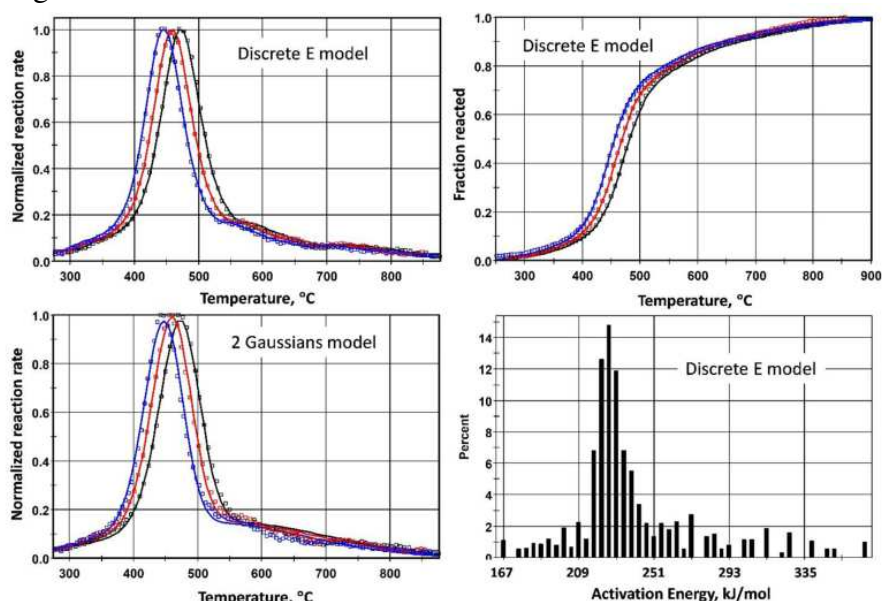 Normalized reaction rate
1.0
0.8
0.6
0.4
0.2
0.0
Discrete E model
300 400 500 600 700 800
Temperature, °C
Fraction reacted
1.0
0.8
0.6
0.4
0.2
0.0
Discrete E model
300 400 500 600 700 800 900
Temperature, °C
Normalized reaction rate
1.0
0.8
0.6
0.4
0.2
0.0
2 Gaussians model
300 400 500 600 700 800
Temperature, °C
Percent
14
12
10
8
6
4
2
0
Discrete E model
167 209 251 293 335
Activation Energy, kJ/mol